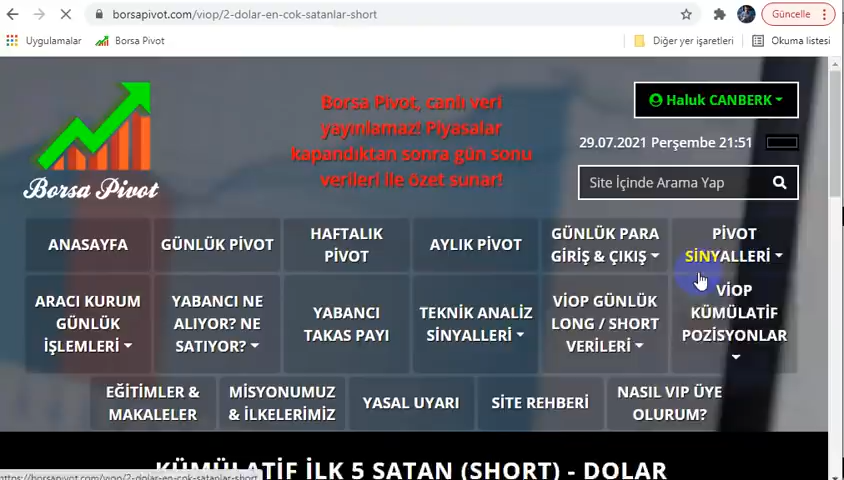 borsapivot.com/viop/2-dolar-en-cok-satanlar-short
Güncelle
Uygulamalar
Borsa Pivot
Diğer yer işaretleri
Okuma listesi
Borsa Pivot
Borsa Pivot, canlı veri
yayınlamaz! Piyasalar
kapandıktan sonra gün sonu
verileri ile özet sunar!
Haluk CANBERK
29.07.2021 Perşembe 21:51
Site İçinde Arama Yap
ANASAYFA
GÜNLÜK PİVOT
HAFTALIK
PİVOT
AYLIK PİVOT
GÜNLÜK PARA
GİRİŞ & ÇIKIŞ
PİVOT
SİNYALLERİ
ARACI KURUM
GÜNLÜK
İŞLEMLERİ
YABANCI NE
ALIYOR? NE
SATIYOR?
YABANCI
TAKAS PAYI
TEKNİK ANALİZ
SİNYALLERİ
VİOP GÜNLÜK
LONG / SHORT
VERİLERİ
VİOP
KÜMÜLATİF
POZİSYONLAR
EĞİTİMLER &
MAKALELER
MİSYONUMUZ
& İLKELERİMİZ
YASAL UYARI
SİTE REHBERİ
NASIL VIP ÜYE
OLURUM?
KÜMÜLATİF İLK 5 SATAN (SHORT) - DOLAR
https://borsapivot.com/viop/2-dolar-en-cok-satanlar-short